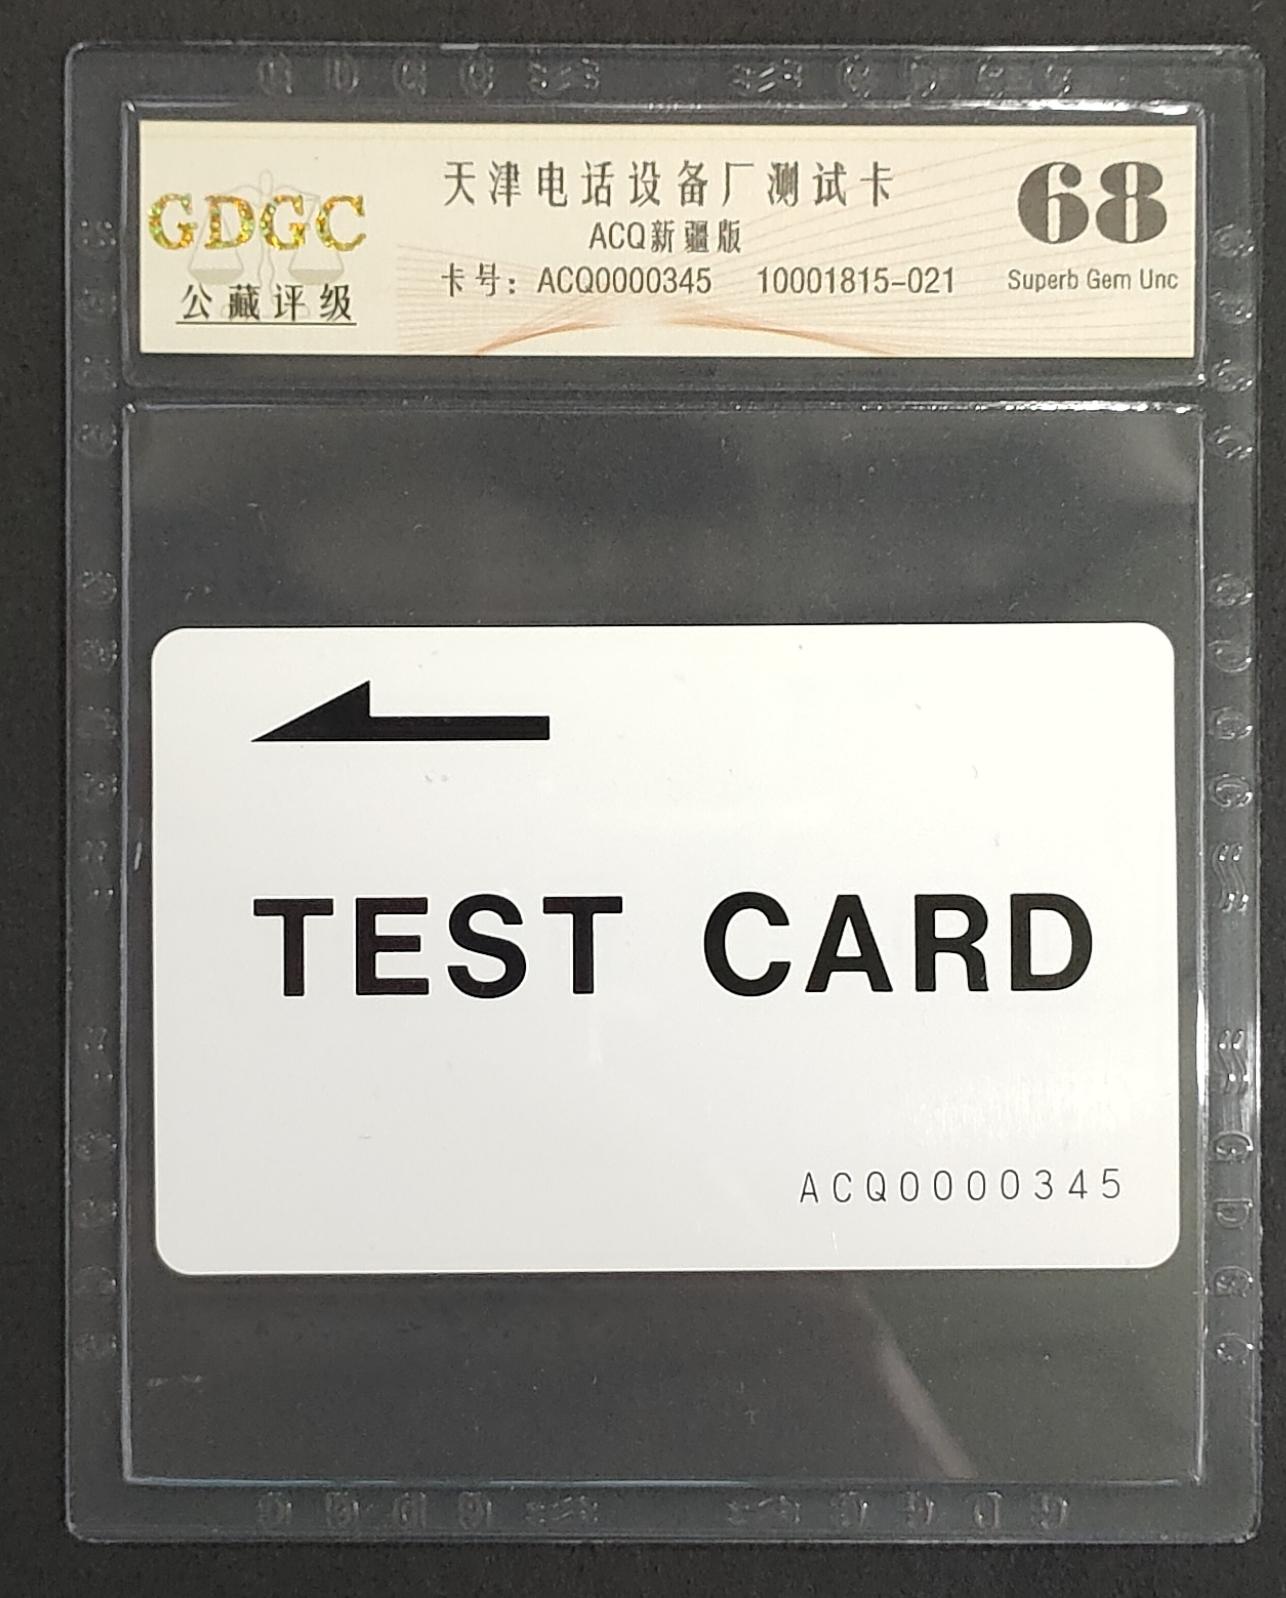 GDGC
公藏评级
天津电话设备厂测试卡
ACQ新疆版
卡号：ACQ0000345 10001815-021
68
Superb Gem Unc
TEST CARD
ACQ0000345